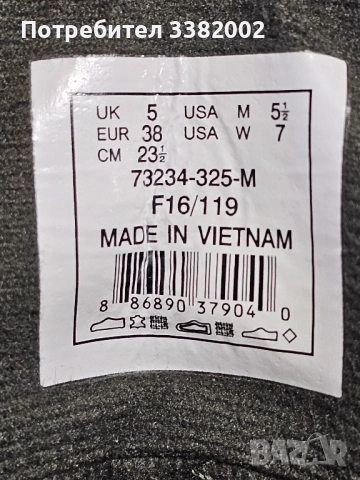 Потребител 3382002
UK 5 USA M 5½
EUR 38 USA W 7
CM 23½
73234-325-M
F16/119
MADE IN VIETNAM
8 86890 37904 0
БАЗАР